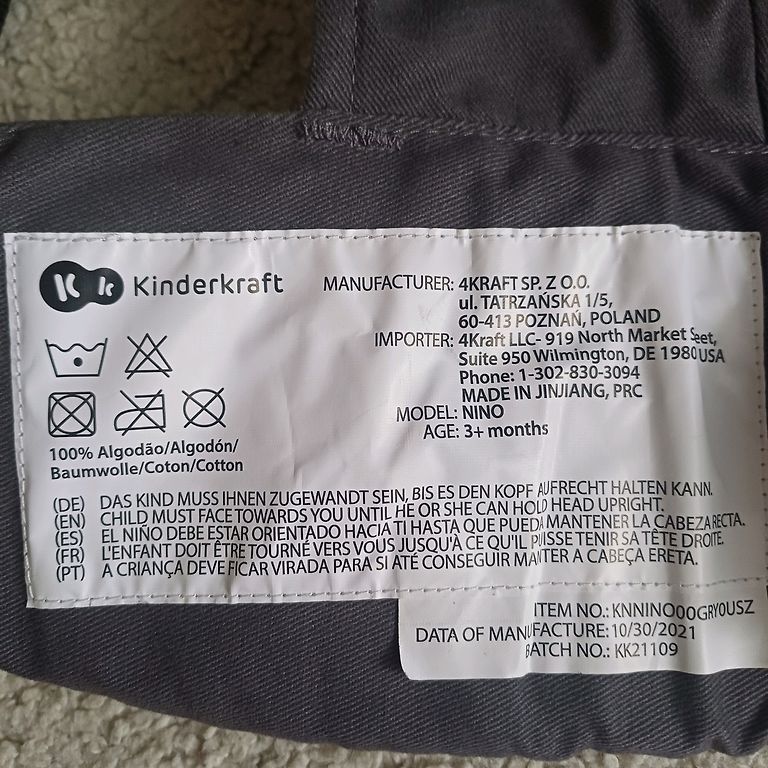 Kinderkraft
MANUFACTURER: 4KRAFT SP. Z O.O.
ul. TATRZAŃSKA 1/5,
60-413 POZNAŃ, POLAND
IMPORTER: 4Kraft LLC- 919 North Market
Suite 950 Wilmington, DE USA
Phone: 1-302-830-3094
MADE IN JINJIANG, PRC
MODEL: NINO
AGE: 3+ months
100% Algodão/Algodón/
Baumwolle/Coton/Cotton
(DE) DAS KIND MUSS IHNEN ZUGEWANDT SEIN, BIS ES DEN KOPF AUFRECHT HALTEN KANN.
(EN) CHILD MUST FACE TOWARDS YOU UNTIL HE OR SHE CAN HOLD HEAD UPRIGHT.
(ES) EL NIÑO DEBE ESTAR ORIENTADO HACIA TI HASTA QUE PUEDA MANTENER LA CABEZA RECTA.
(FR) L'ENFANT DOIT ÊTRE TOURNÉ VERS VOUS JUSQU'À CE QU'IL PUISSE TENIR SA TÊTE DROITE.
(PT) A CRIANÇA DEVE FICAR VIRADA PARA SI ATÉ CONSEGUIR MANTER A CABEÇA ERETA.
ITEM NO.: KNNINO00GRY0USZ
DATA OF MANUFACTURE: 10/30/2021
BATCH NO.: KK21109